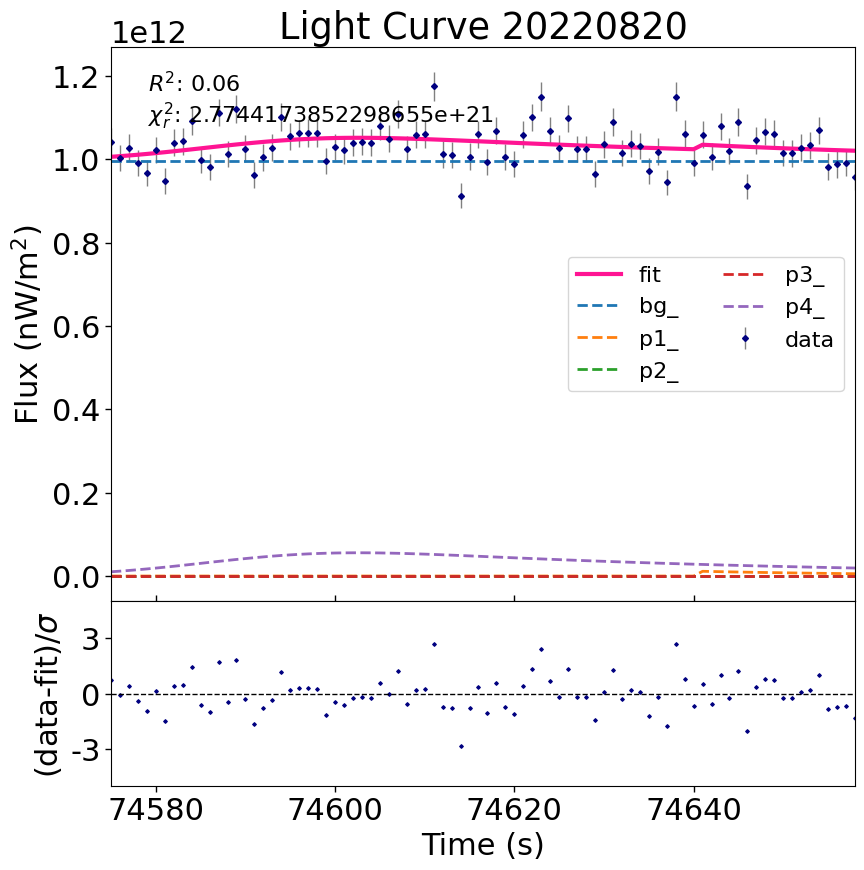 Light Curve 20220820
1e12
R²: 0.06
χ²ᵣ: 2.7744173852298655e+21
1.2
1.0
0.8
0.6
0.4
0.2
0.0
Flux (nW/m²)
fit
bg_
p1_
p2_
p3_
p4_
data
3
0
-3
(data-fit)/σ
74580 74600 74620 74640
Time (s)